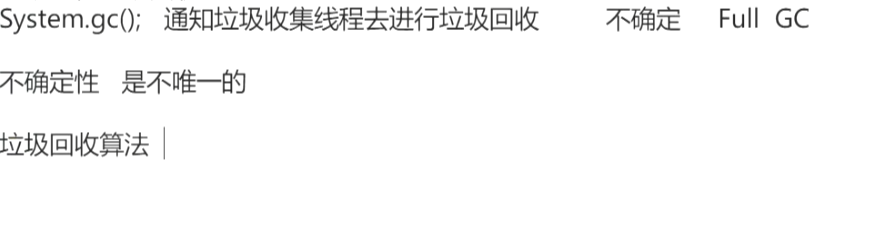 System.gc(); 通知垃圾收集线程去进行垃圾回收 不确定 Full GC
不确定性 是不唯一的
垃圾回收算法